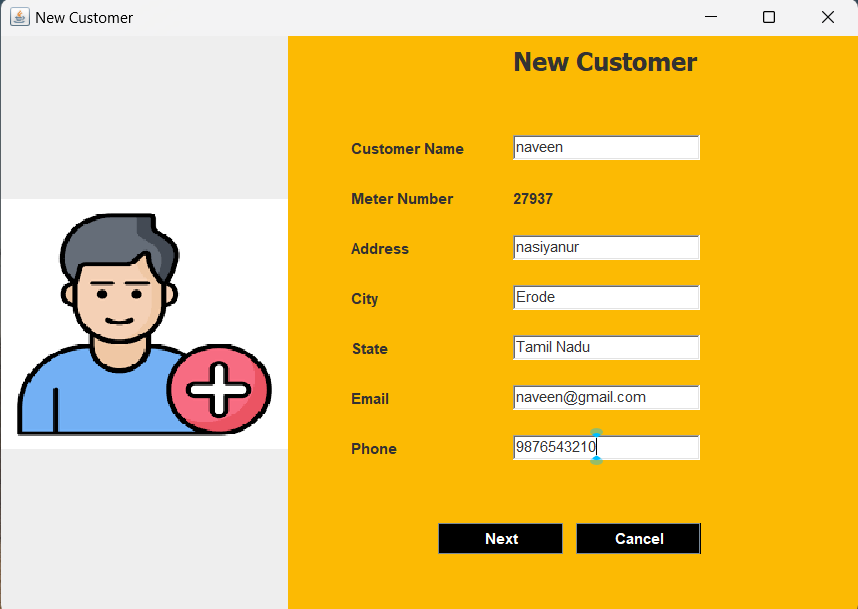 New Customer
New Customer
Customer Name naveen
Meter Number 27937
Address nasiyanur
City Erode
State Tamil Nadu
Email naveen@gmail.com
Phone 9876543210
Next Cancel